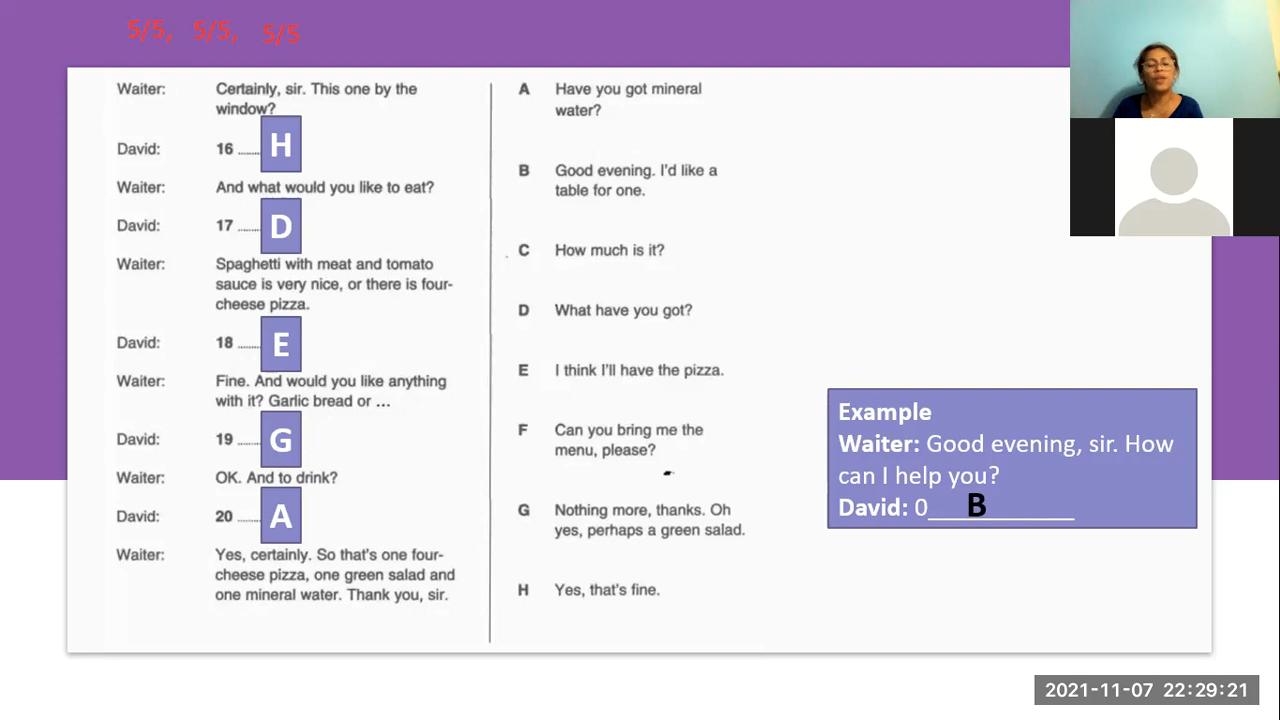 5/5, 5/5, 5/5
Waiter: Certainly, sir. This one by the
window?
David: 16 ........ H
Waiter: And what would you like to eat?
David: 17 ........ D
Waiter: Spaghetti with meat and tomato
sauce is very nice, or there is four-
cheese pizza.
David: 18 ........ E
Waiter: Fine. And would you like anything
with it? Garlic bread or ...
David: 19 ........ G
Waiter: OK. And to drink?
David: 20 ........ A
Waiter: Yes, certainly. So that's one four-
cheese pizza, one green salad and
one mineral water. Thank you, sir.
A Have you got mineral
water?
B Good evening. I'd like a
table for one.
C How much is it?
D What have you got?
E I think I'll have the pizza.
F Can you bring me the
menu, please?
G Nothing more, thanks. Oh
yes, perhaps a green salad.
H Yes, that's fine.
Example
Waiter: Good evening, sir. How
can I help you?
David: 0___B_________
2021-11-07 22:29:21